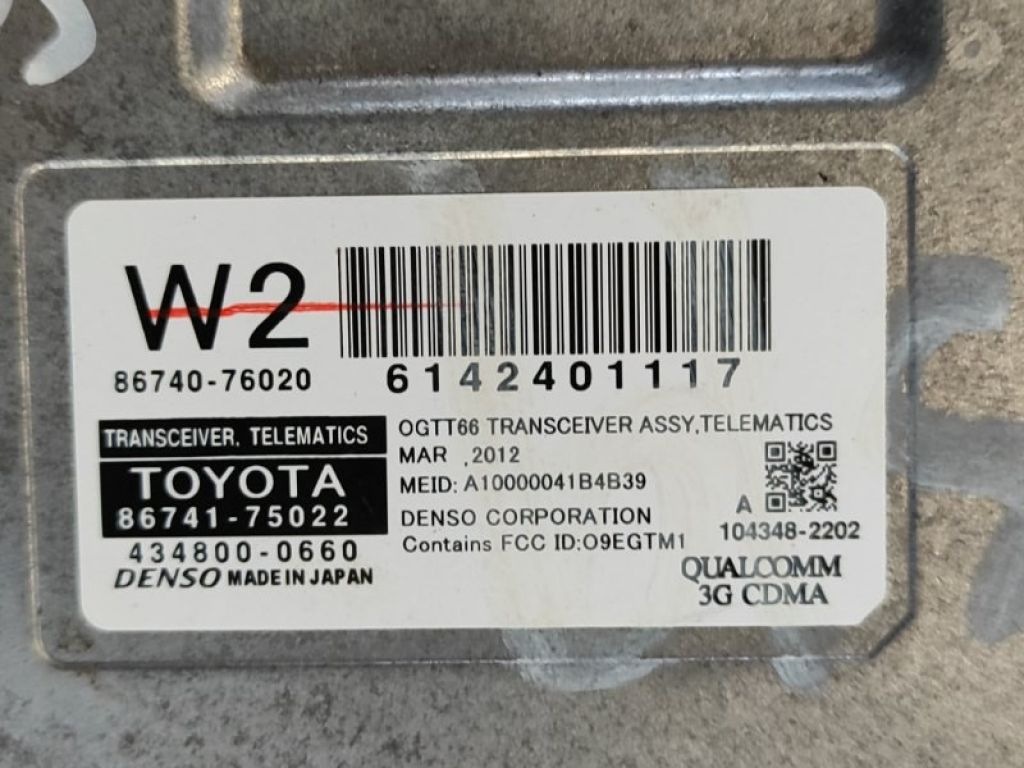 W2
6142401117
86740-76020
TRANSCEIVER, TELEMATICS
TOYOTA
86741-75022
434800-0660
DENSO MADE IN JAPAN
OGTT66 TRANSCEIVER ASSY,TELEMATICS
MAR ,2012
MEID: A10000041B4B39
DENSO CORPORATION
Contains FCC ID:O9EGTM1
A
104348-2202
QUALCOMM
3G CDMA